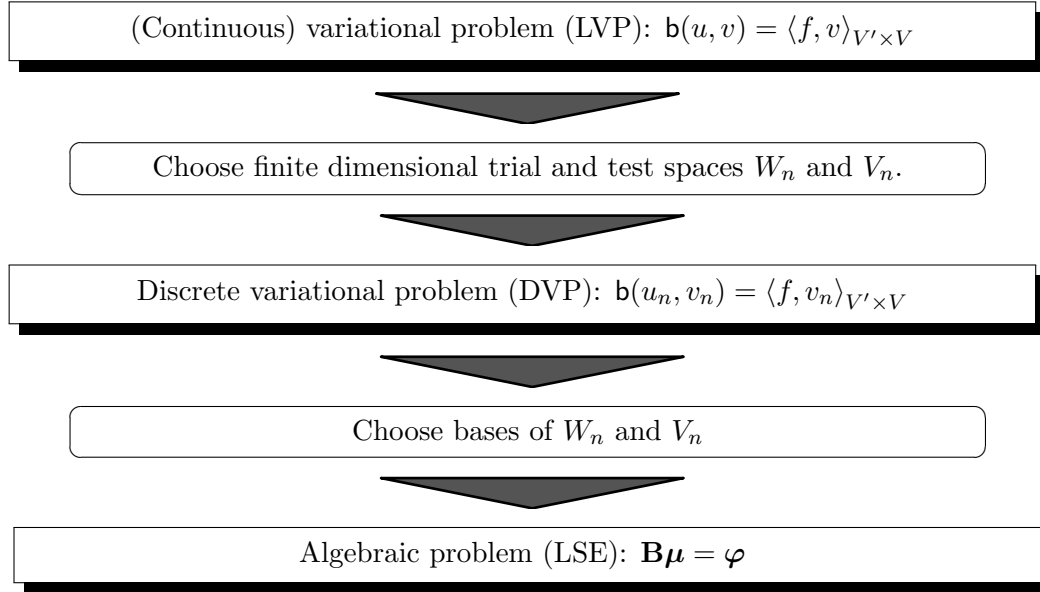 (Continuous) variational problem (LVP): b(u, v) = ⟨f, v⟩_{V′×V}
Choose finite dimensional trial and test spaces W_n and V_n.
Discrete variational problem (DVP): b(u_n, v_n) = ⟨f, v_n⟩_{V′×V}
Choose bases of W_n and V_n
Algebraic problem (LSE): Bμ = φ